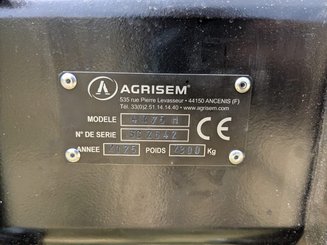 AGRISEM®
535 rue Pierre Levasseur • 44150 ANCENIS (F)
Tél. 33(0)2.51.14.14.40 • www.agrisem.com
MODELE
N° DE SERIE CE
ANNEE POIDS Kg